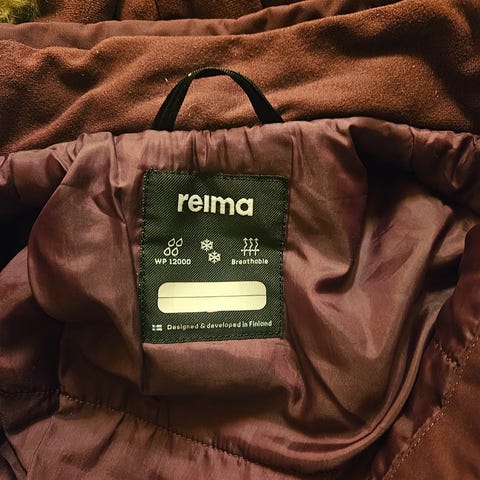 reima
WP 12000
Breathable
Designed & developed in Finland